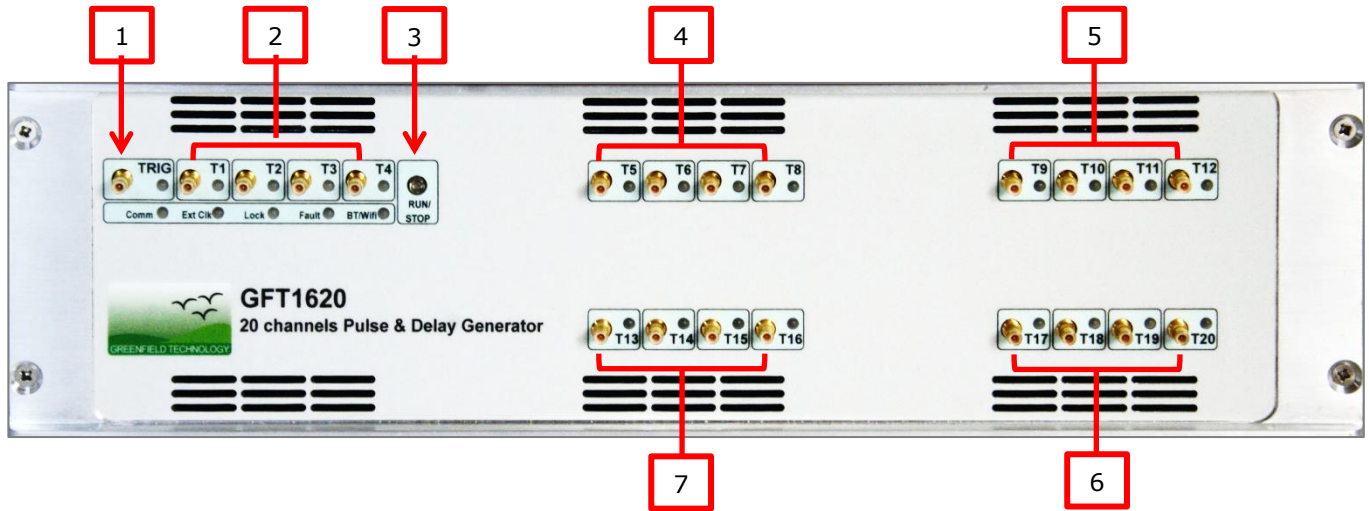 1 2 3 4 5
TRIG T1 T2 T3 T4 T5 T6 T7 T8 T9 T10 T11 T12
RUN/
STOP
Comm Ext Clk Lock Fault BT/Wifi
GFT1620
20 channels Pulse & Delay Generator
GREENFIELD TECHNOLOGY
T13 T14 T15 T16 T17 T18 T19 T20
7 6